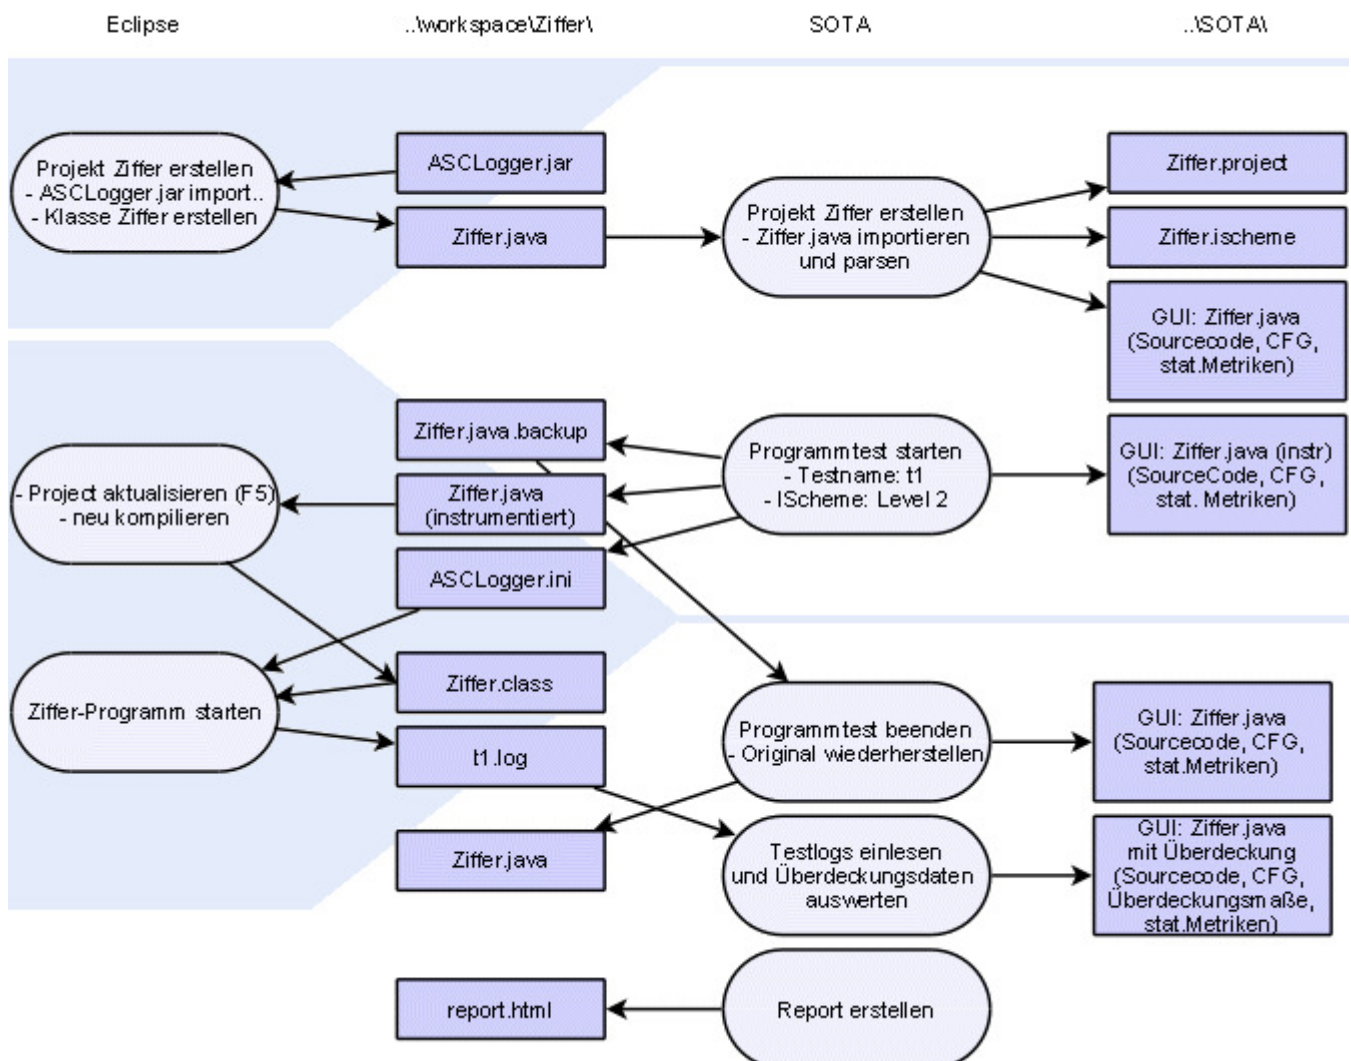 Eclipse
..\workspace\Ziffer\
SOTA
..\SOTA\
Projekt Ziffer erstellen
- ASCLogger.jar import..
- Klasse Ziffer erstellen
ASCLogger.jar
Ziffer.java
Projekt Ziffer erstellen
- Ziffer.java importieren
und parsen
Ziffer.project
Ziffer.ischeme
GUI: Ziffer.java
(Sourcecode, CFG,
stat.Metriken)
- Project aktualisieren (F5)
- neu kompilieren
Ziffer.java.backup
Ziffer.java
(instrumentiert)
ASCLogger.ini
Programmtest starten
- Testname: t1
- IScheme: Level 2
GUI: Ziffer.java (instr)
(SourceCode, CFG,
stat. Metriken)
Ziffer-Programm starten
Ziffer.class
t1.log
Ziffer.java
Programmtest beenden
- Original wiederherstellen
GUI: Ziffer.java
(Sourcecode, CFG,
stat.Metriken)
Testlogs einlesen
und Überdeckungsdaten
auswerten
GUI: Ziffer.java
mit Überdeckung
(Sourcecode, CFG,
Überdeckungsmaße,
stat.Metriken)
report.html
Report erstellen